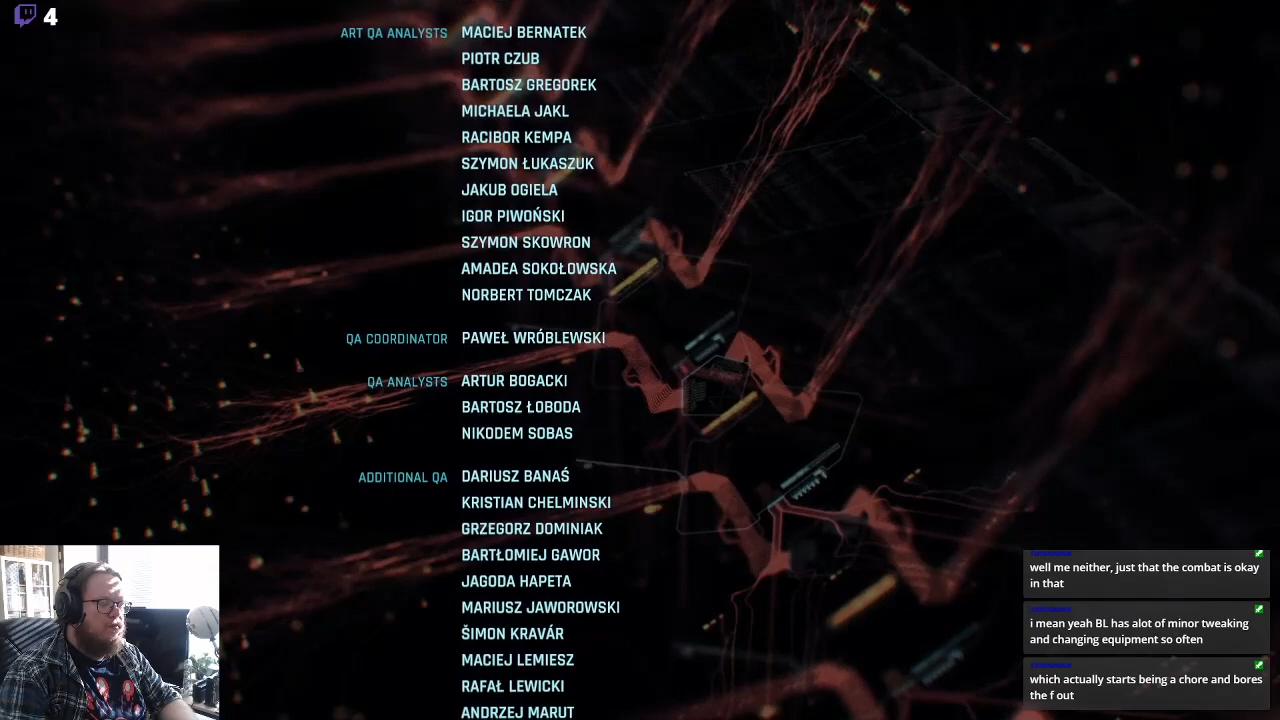 4
ART QA ANALYSTS MACIEJ BERNATEK
PIOTR CZUB
BARTOSZ GREGOREK
MICHAELA JAKL
RACIBOR KEMPA
SZYMON ŁUKASZUK
JAKUB OGIELA
IGOR PIWOŃSKI
SZYMON SKOWRON
AMADEA SOKOŁOWSKA
NORBERT TOMCZAK
QA COORDINATOR PAWEŁ WRÓBLEWSKI
QA ANALYSTS ARTUR BOGACKI
BARTOSZ ŁOBODA
NIKODEM SOBAS
ADDITIONAL QA DARIUSZ BANAŚ
KRISTIAN CHELMINSKI
GRZEGORZ DOMINIAK
BARTŁOMIEJ GAWOR
JAGODA HAPETA
MARIUSZ JAWOROWSKI
ŠIMON KRAVÁR
MACIEJ LEMIESZ
RAFAŁ LEWICKI
ANDRZEJ MARUT
well me neither, just that the combat is okay
in that
i mean yeah BL has alot of minor tweaking
and changing equipment so often
which actually starts being a chore and bores
the f out